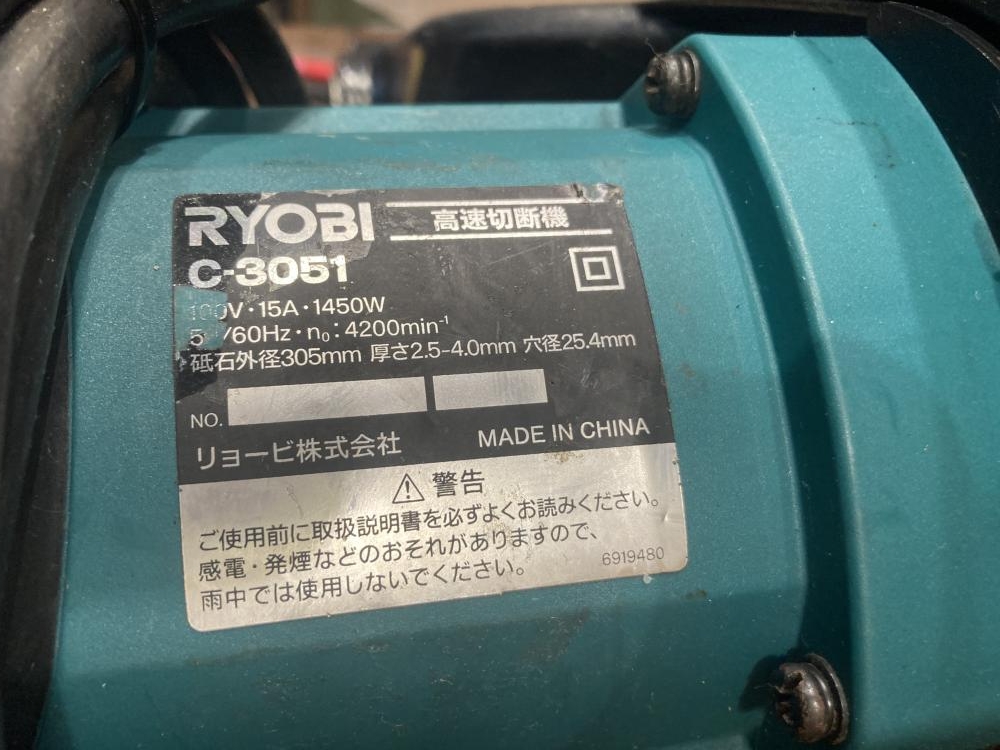 RYOBI 高速切断機
C-3051
100V・15A・1450W
5 /60Hz・n₀:4200min⁻¹
砥石外径305mm 厚さ2.5-4.0mm 穴径25.4mm
NO.
リョービ株式会社 MADE IN CHINA
⚠ 警告
ご使用前に取扱説明書を必ずよくお読みください。
感電・発煙などのおそれがありますので、
雨中では使用しないでください。
6919480